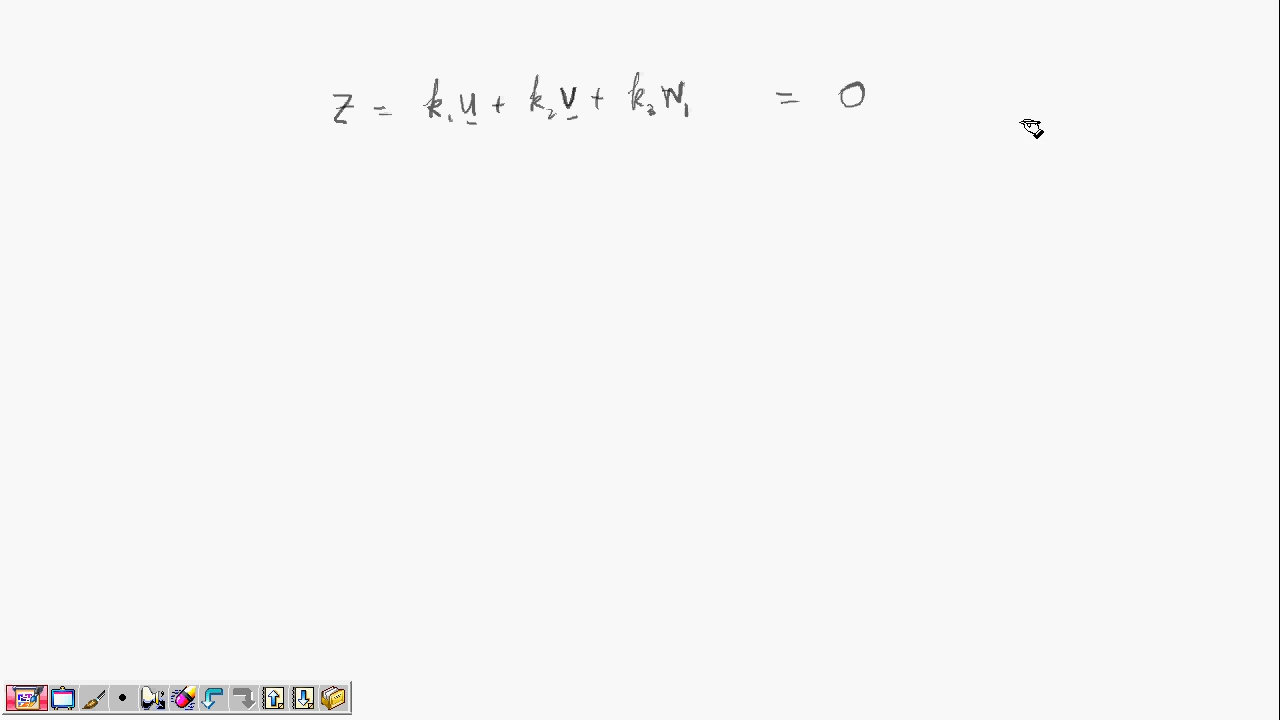 z = k₁u + k₂v + k₃w₁ = 0